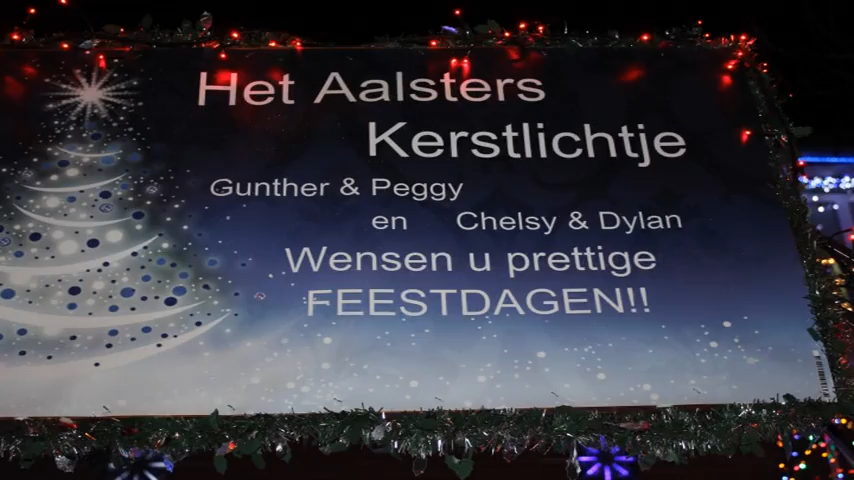 Het Aalsters
Kerstlichtje
Gunther & Peggy
en Chelsy & Dylan
Wensen u prettige
FEESTDAGEN!!